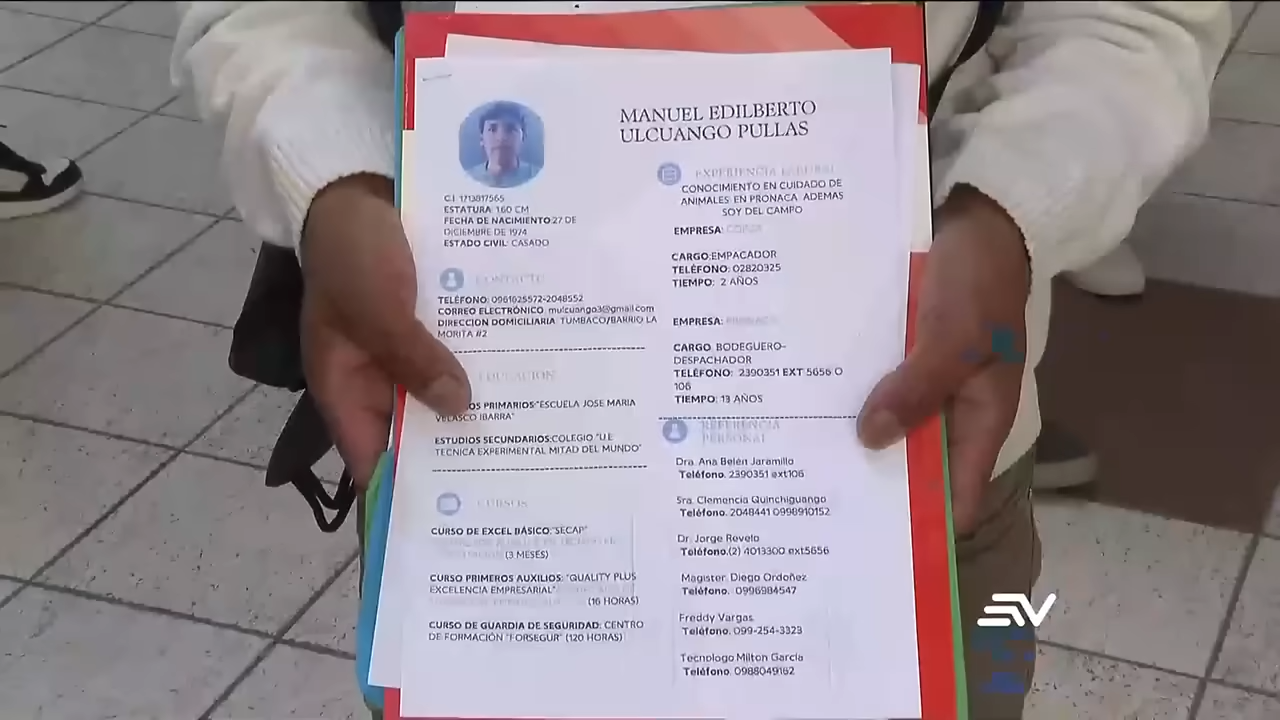 MANUEL EDILBERTO
ULCUANGO PULLAS
C.I. 1713817565
ESTATURA: 1.60 CM
FECHA DE NACIMIENTO:27 DE
DICIEMBRE DE 1974
ESTADO CIVIL: CASADO
CONTACTO
TELÉFONO: 0961025572-2048552
CORREO ELECTRÓNICO: mulcuango3@gmail.com
DIRECCION DOMICILIARIA: TUMBACO/BARRIO LA
MORITA #2
EDUCACIÓN
PRIMARIOS:"ESCUELA JOSE MARIA
VELASCO IBARRA"
ESTUDIOS SECUNDARIOS:COLEGIO "U.E
TECNICA EXPERIMENTAL MITAD DEL MUNDO"
CURSOS
CURSO DE EXCEL BÁSICO:"SECAP"
(3 MESES)
CURSO PRIMEROS AUXILIOS: "QUALITY PLUS
EXCELENCIA EMPRESARIAL"
(16 HORAS)
CURSO DE GUARDIA DE SEGURIDAD: CENTRO
DE FORMACIÓN "FORSEGUR" (120 HORAS)
EXPERIENCIA LABORAL
CONOCIMIENTO EN CUIDADO DE
ANIMALES EN PRONACA ADEMAS
SOY DEL CAMPO
EMPRESA:
CARGO:EMPACADOR
TELÉFONO: 02820325
TIEMPO: 2 AÑOS
EMPRESA:
CARGO: BODEGUERO-
DESPACHADOR
TELÉFONO: 2390351 EXT 5656 O
106
TIEMPO: 13 AÑOS
REFERENCIA
PERSONAL
Dra. Ana Belén Jaramillo
Teléfono. 2390351 ext106
Sra. Clemencia Quinchiguango
Teléfono. 2048441 0998910152
Dr. Jorge Revelo
Teléfono.(2) 4013300 ext5656
Magister. Diego Ordoñez
Teléfono. 0996984547
Freddy Vargas
Teléfono. 099-254-3323
Tecnologo Milton Garcia
Teléfono. 0988049162